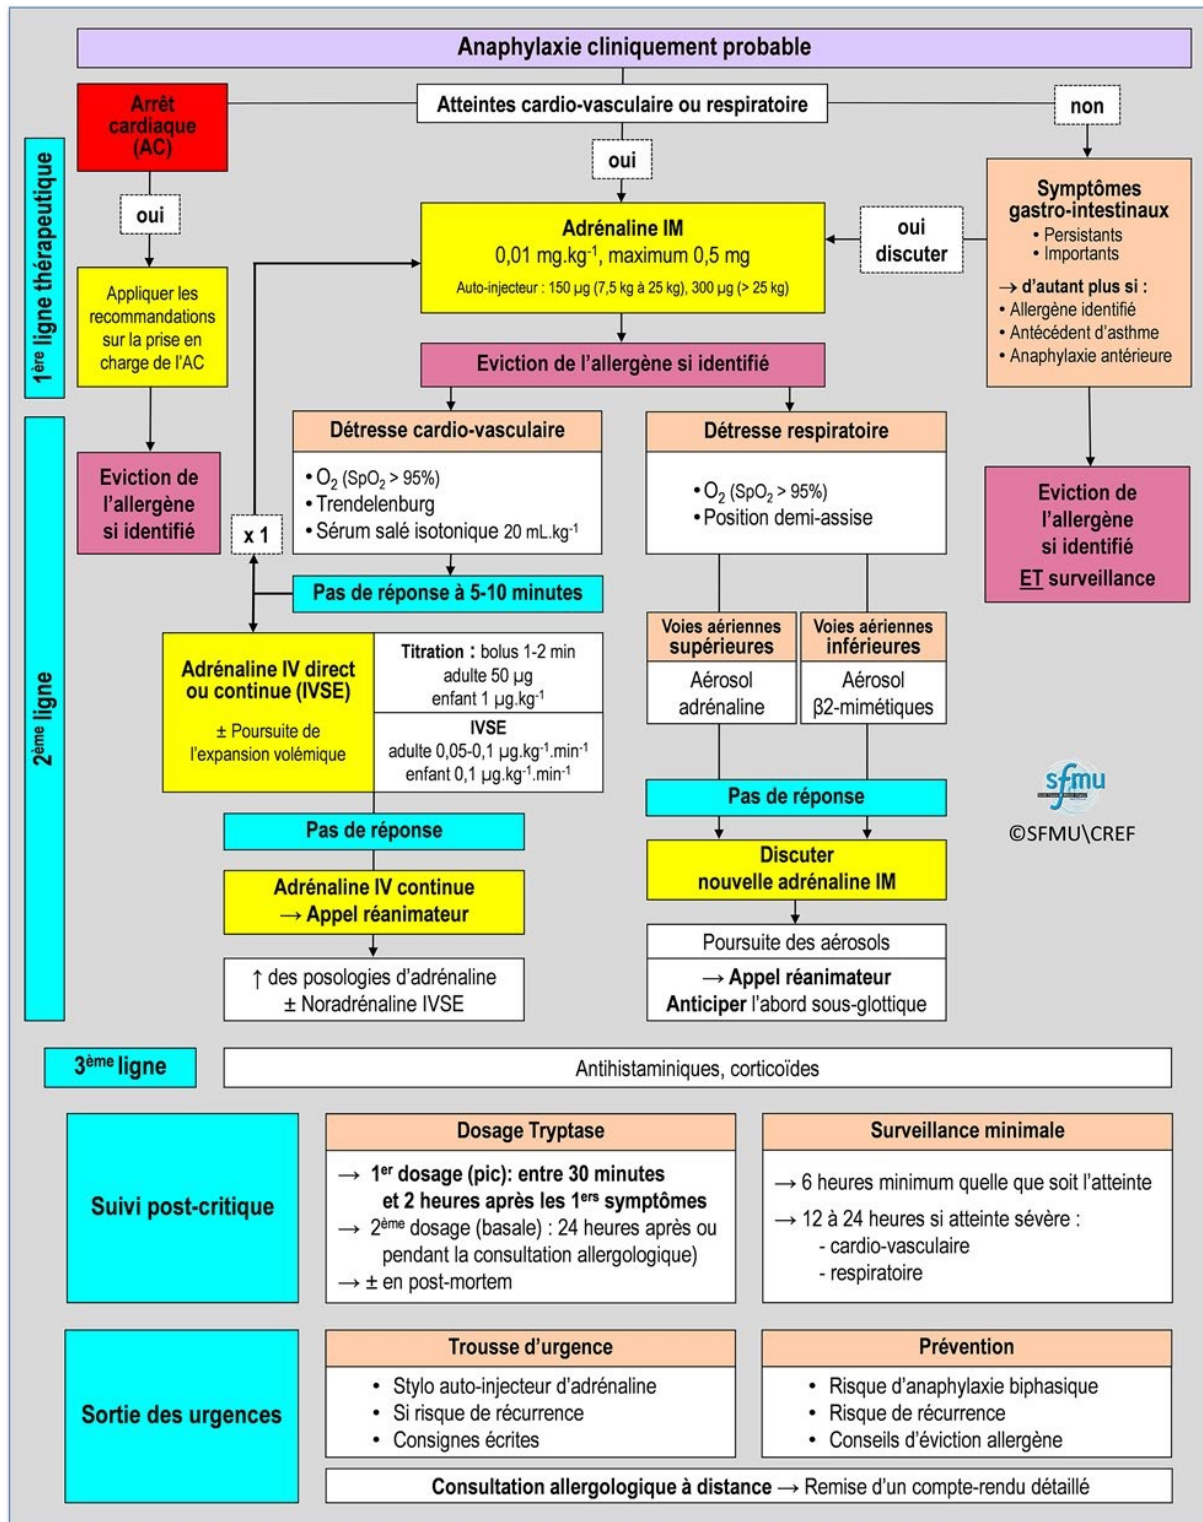 Anaphylaxie cliniquement probable
Arrêt
cardiaque
(AC)
Atteintes cardio-vasculaire ou respiratoire
non
oui
oui
1ère ligne thérapeutique
Appliquer les
recommandations
sur la prise en
charge de l'AC
Adrénaline IM
0,01 mg.kg⁻¹, maximum 0,5 mg
Auto-injecteur : 150 µg (7,5 kg à 25 kg), 300 µg (> 25 kg)
oui
discuter
Symptômes
gastro-intestinaux
• Persistants
• Importants
→ d'autant plus si :
• Allergène identifié
• Antécédent d'asthme
• Anaphylaxie antérieure
Eviction de l'allergène si identifié
2ème ligne
Eviction de
l'allergène
si identifié
x 1
Détresse cardio-vasculaire
• O₂ (SpO₂ > 95%)
• Trendelenburg
• Sérum salé isotonique 20 mL.kg⁻¹
Pas de réponse à 5-10 minutes
Adrénaline IV direct
ou continue (IVSE)
± Poursuite de
l'expansion volémique
Titration : bolus 1-2 min
adulte 50 µg
enfant 1 µg.kg⁻¹
IVSE
adulte 0,05-0,1 µg.kg⁻¹.min⁻¹
enfant 0,1 µg.kg⁻¹.min⁻¹
Pas de réponse
Adrénaline IV continue
→ Appel réanimateur
↑ des posologies d'adrénaline
± Noradrénaline IVSE
Détresse respiratoire
• O₂ (SpO₂ > 95%)
• Position demi-assise
Voies aériennes
supérieures
Aérosol
adrénaline
Voies aériennes
inférieures
Aérosol
β2-mimétiques
Pas de réponse
Discuter
nouvelle adrénaline IM
Poursuite des aérosols
→ Appel réanimateur
Anticiper l'abord sous-glottique
Eviction de
l'allergène
si identifié
ET surveillance
sfmu
©SFMU\CREF
3ème ligne
Antihistaminiques, corticoïdes
Suivi post-critique
Dosage Tryptase
→ 1er dosage (pic): entre 30 minutes
et 2 heures après les 1ers symptômes
→ 2ème dosage (basale) : 24 heures après ou
pendant la consultation allergologique)
→ ± en post-mortem
Surveillance minimale
→ 6 heures minimum quelle que soit l'atteinte
→ 12 à 24 heures si atteinte sévère :
- cardio-vasculaire
- respiratoire
Sortie des urgences
Trousse d'urgence
• Stylo auto-injecteur d'adrénaline
• Si risque de récurrence
• Consignes écrites
Prévention
• Risque d'anaphylaxie biphasique
• Risque de récurrence
• Conseils d'éviction allergène
Consultation allergologique à distance → Remise d'un compte-rendu détaillé